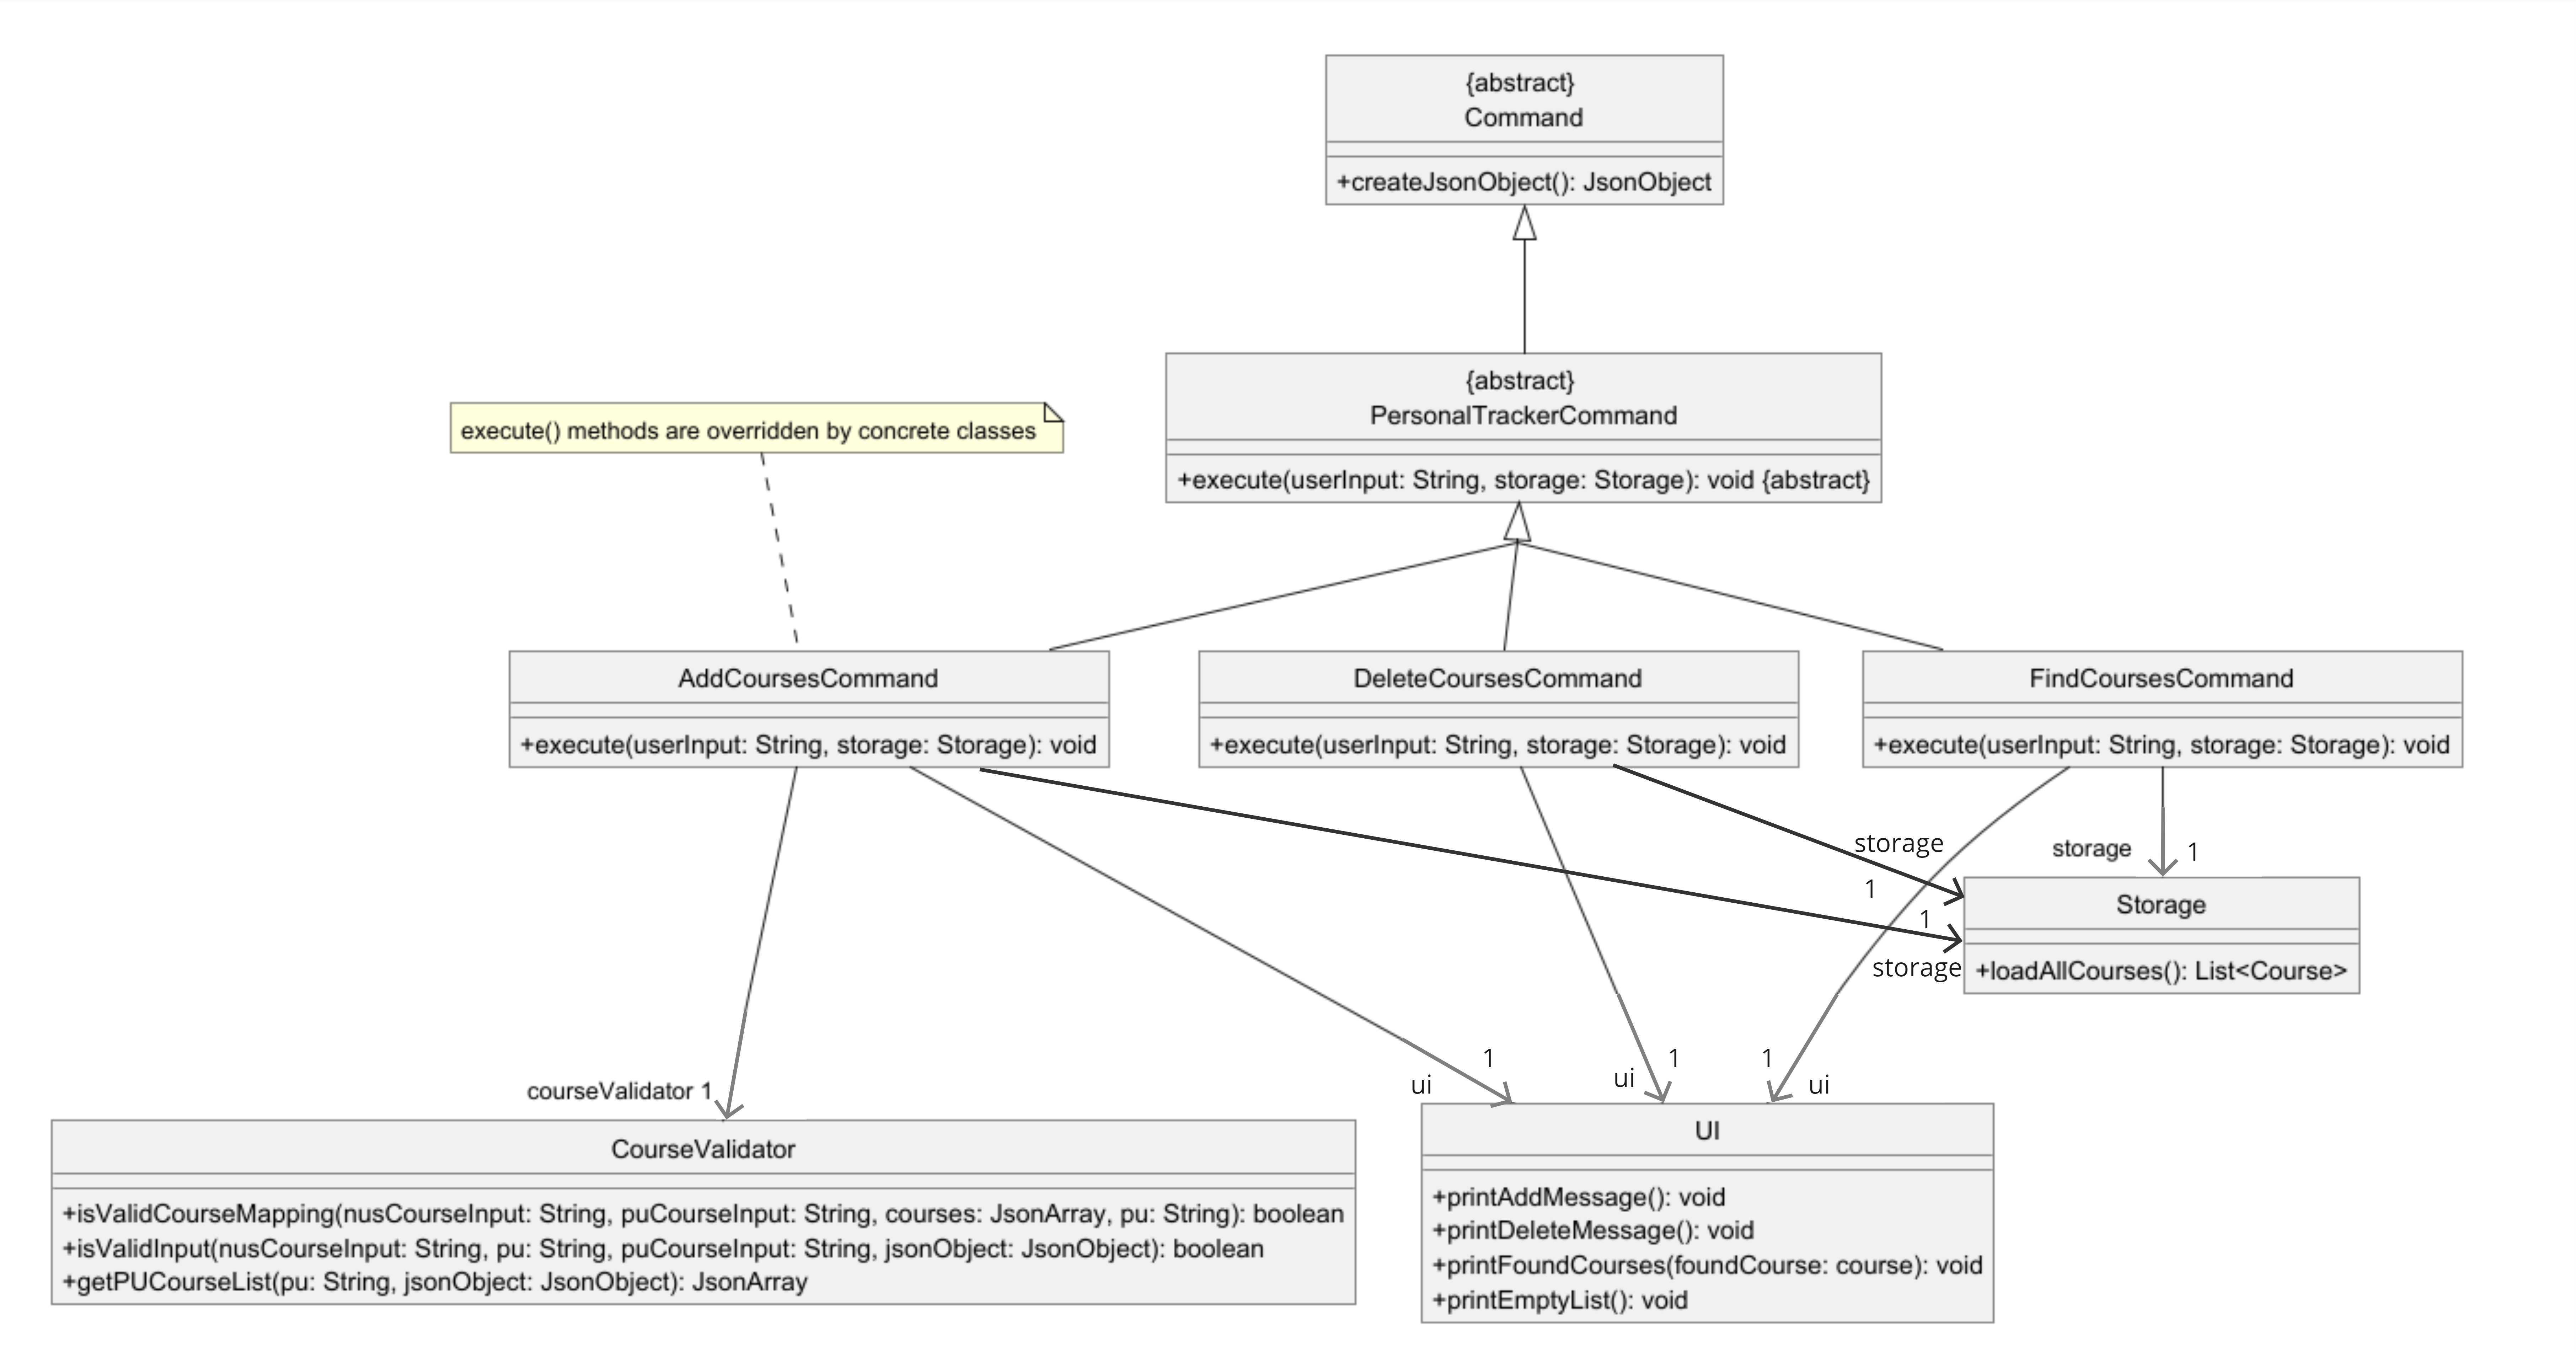 {abstract}
Command
+createJsonObject(): JsonObject
{abstract}
PersonalTrackerCommand
+execute(userInput: String, storage: Storage): void {abstract}
execute() methods are overridden by concrete classes
AddCoursesCommand
+execute(userInput: String, storage: Storage): void
DeleteCoursesCommand
+execute(userInput: String, storage: Storage): void
FindCoursesCommand
+execute(userInput: String, storage: Storage): void
storage
1
storage
1
1
storage
Storage
+loadAllCourses(): List<Course>
courseValidator 1
1
ui
1
ui
1
ui
CourseValidator
+isValidCourseMapping(nusCourseInput: String, puCourseInput: String, courses: JsonArray, pu: String): boolean
+isValidInput(nusCourseInput: String, pu: String, puCourseInput: String, jsonObject: JsonObject): boolean
+getPUCourseList(pu: String, jsonObject: JsonObject): JsonArray
UI
+printAddMessage(): void
+printDeleteMessage(): void
+printFoundCourses(foundCourse: course): void
+printEmptyList(): void